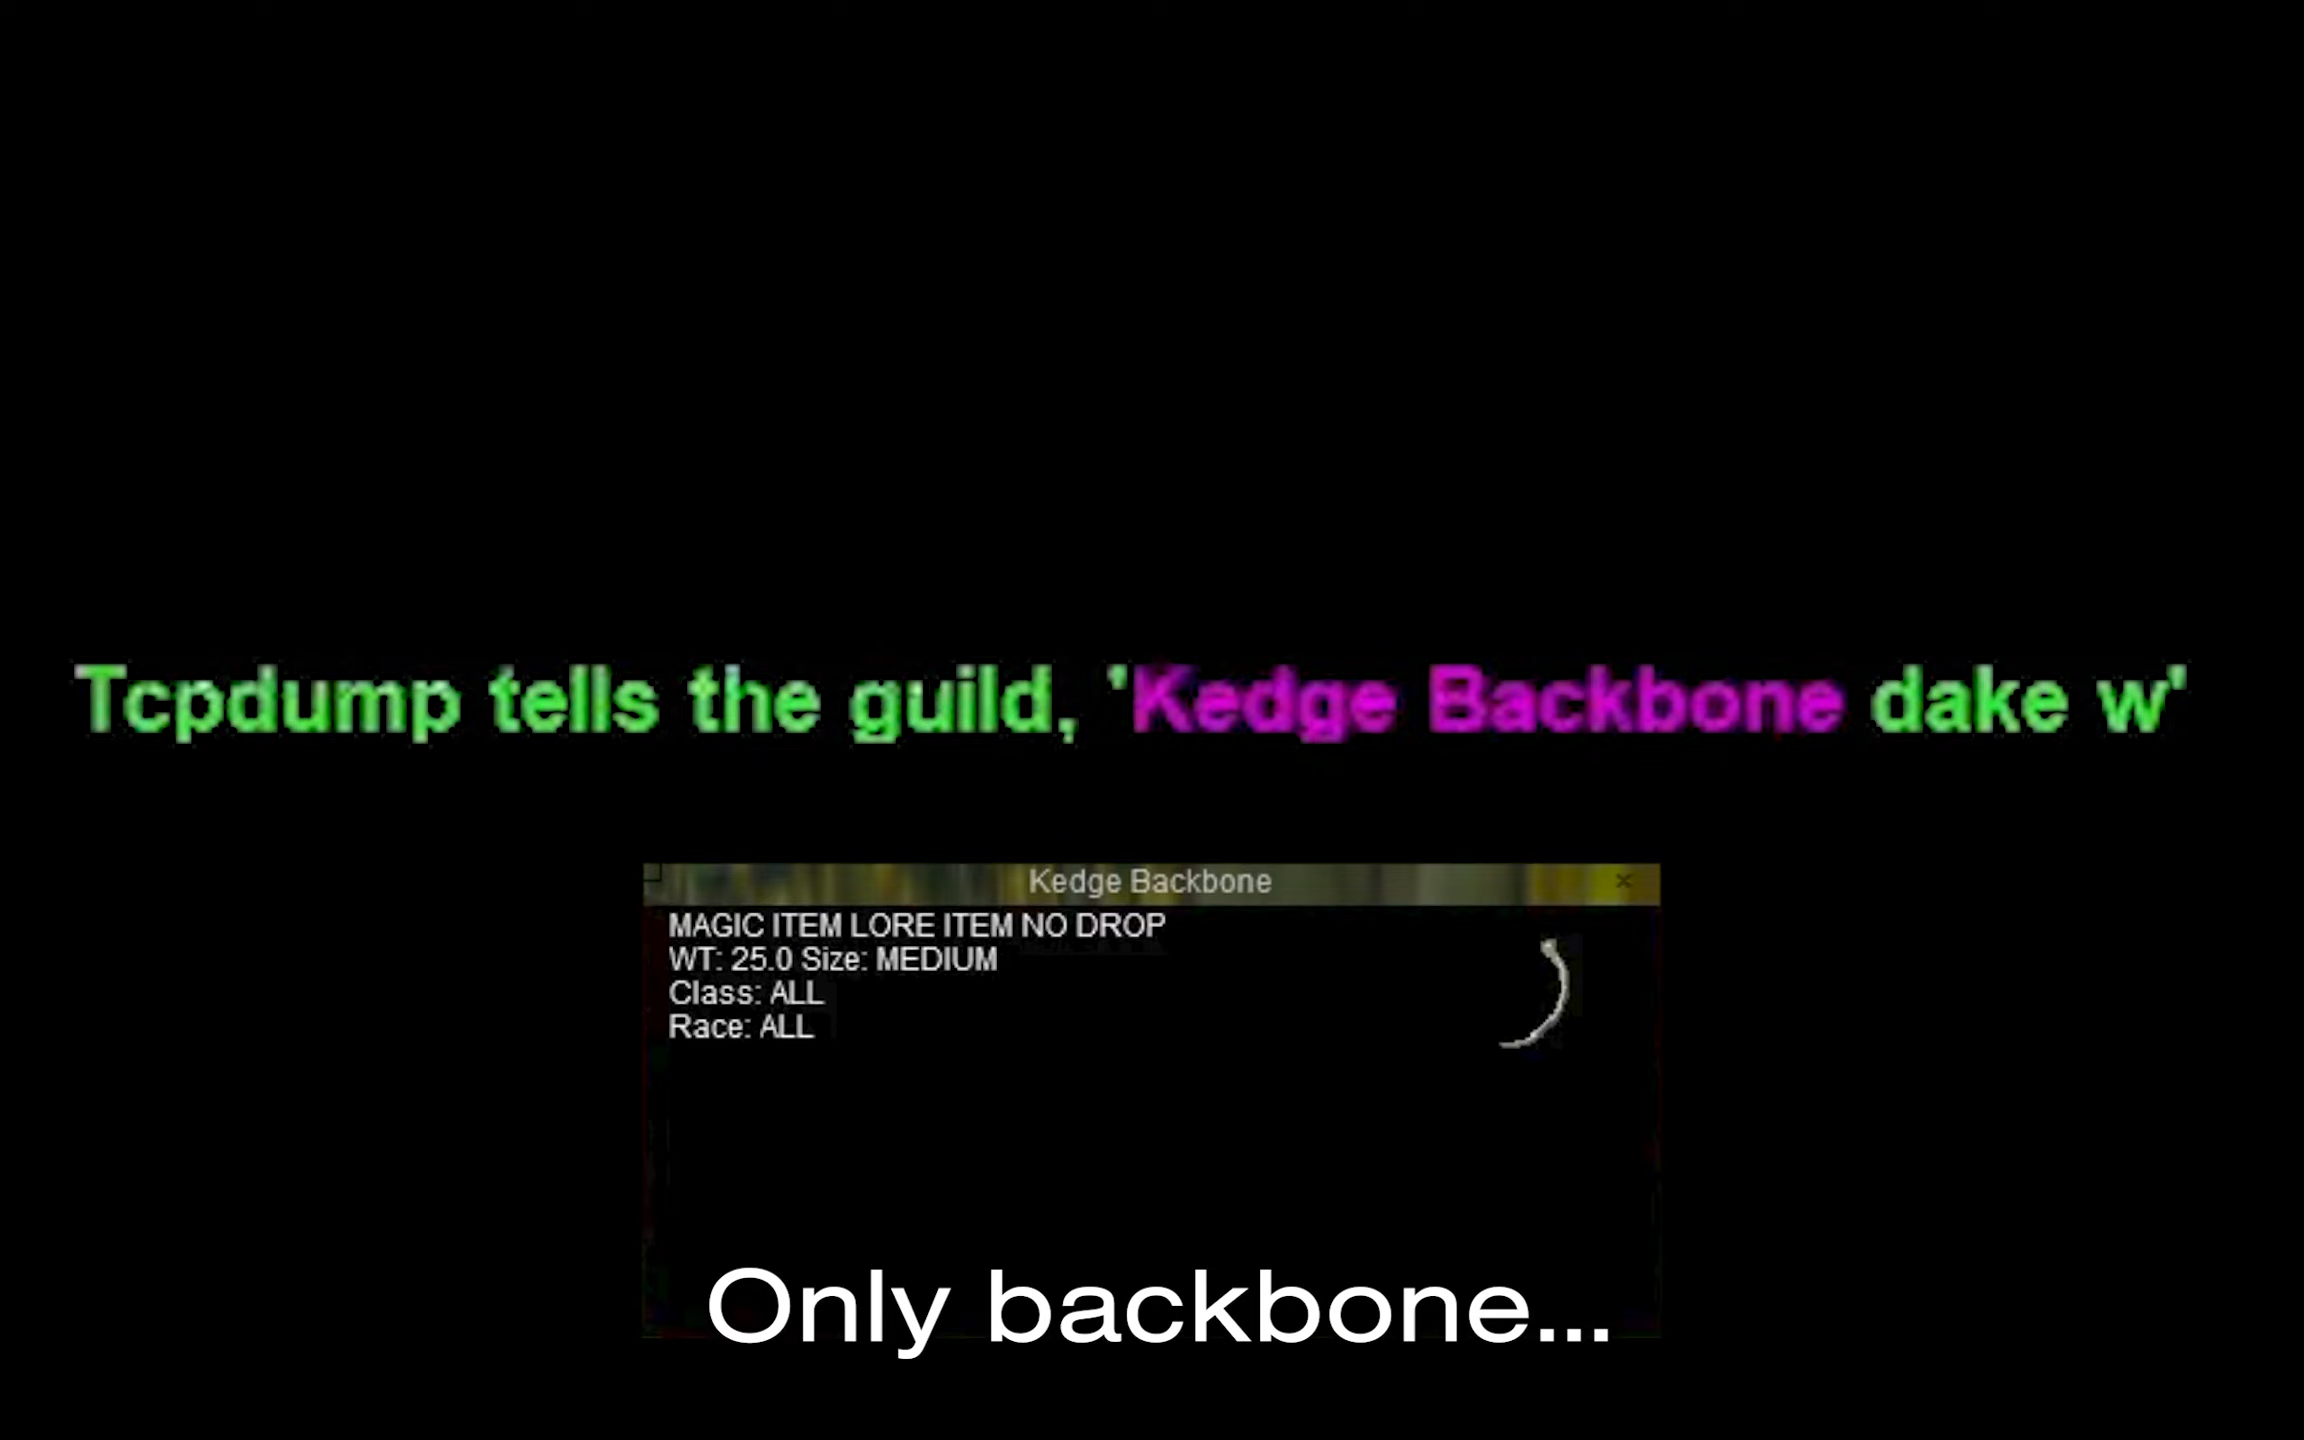 Tcpdump tells the guild, 'Kedge Backbone dake w'
Kedge Backbone
MAGIC ITEM LORE ITEM NO DROP
WT: 25.0 Size: MEDIUM
Class: ALL
Race: ALL
Only backbone...